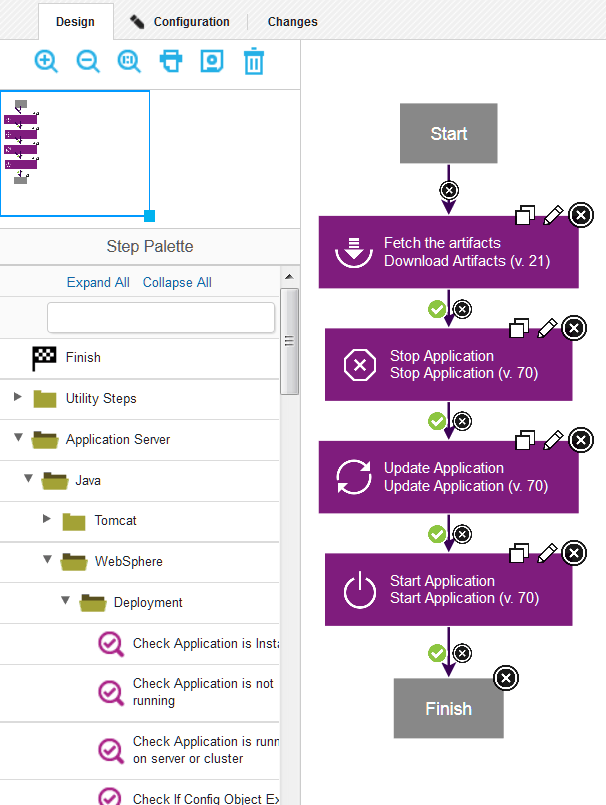 Design
Configuration
Changes
Step Palette
Expand All Collapse All
Finish
Utility Steps
Application Server
Java
Tomcat
WebSphere
Deployment
Check Application is Insta
Check Application is not
running
Check Application is runn
on server or cluster
Check If Config Object Ex
Start
Fetch the artifacts
Download Artifacts (v. 21)
Stop Application
Stop Application (v. 70)
Update Application
Update Application (v. 70)
Start Application
Start Application (v. 70)
Finish